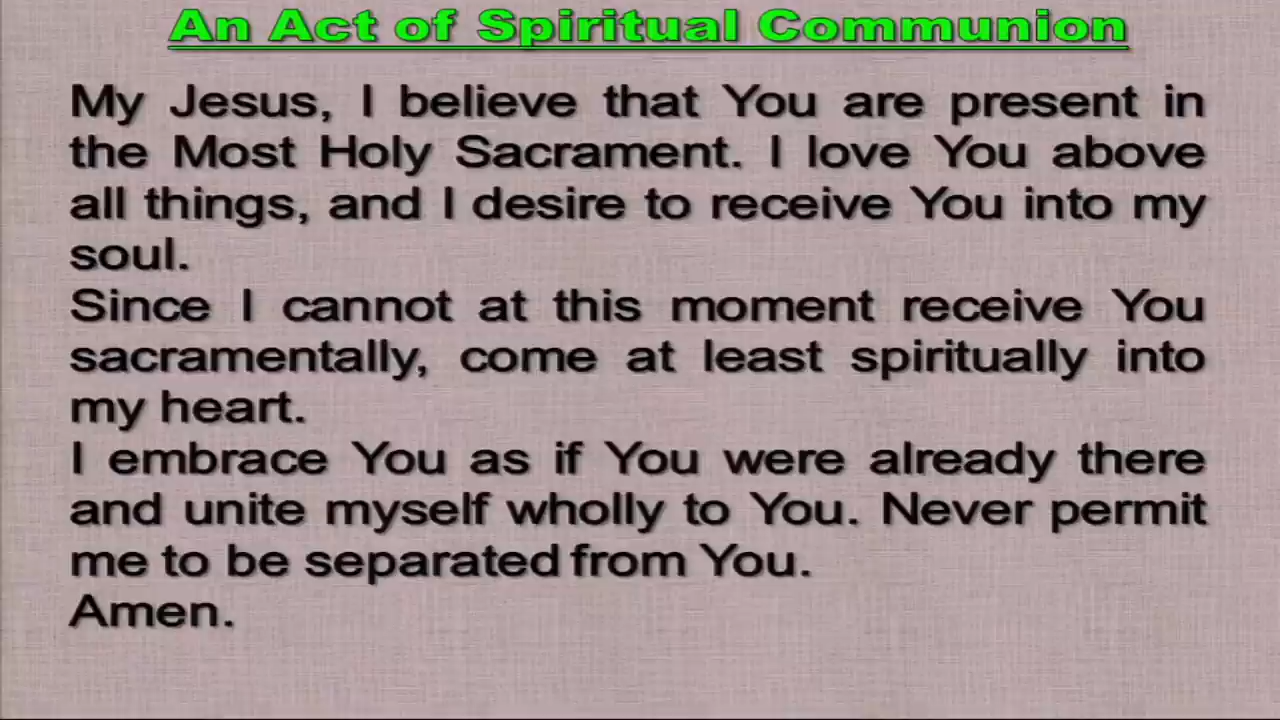 An Act of Spiritual Communion
My Jesus, I believe that You are present in
the Most Holy Sacrament. I love You above
all things, and I desire to receive You into my
soul.
Since I cannot at this moment receive You
sacramentally, come at least spiritually into
my heart.
I embrace You as if You were already there
and unite myself wholly to You. Never permit
me to be separated from You.
Amen.